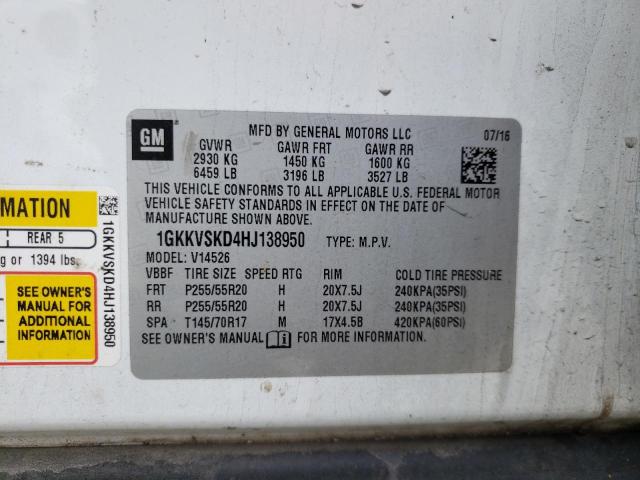 GM
MFD BY GENERAL MOTORS LLC 07/16
GVWR GAWR FRT GAWR RR
2930 KG 1450 KG 1600 KG
6459 LB 3196 LB 3527 LB
THIS VEHICLE CONFORMS TO ALL APPLICABLE U.S. FEDERAL MOTOR
VEHICLE SAFETY STANDARDS IN EFFECT ON THE DATE OF
MANUFACTURE SHOWN ABOVE.
1GKKVSKD4HJ138950 TYPE: M.P.V.
MODEL: V14526
VBBF TIRE SIZE SPEED RTG RIM COLD TIRE PRESSURE
FRT P255/55R20 H 20X7.5J 240KPA(35PSI)
RR P255/55R20 H 20X7.5J 240KPA(35PSI)
SPA T145/70R17 M 17X4.5B 420KPA(60PSI)
SEE OWNER'S MANUAL FOR MORE INFORMATION.
MATION
REAR 5
g or 1394 lbs.
SEE OWNER'S
MANUAL FOR
ADDITIONAL
INFORMATION
1GKKVSKD4HJ138950